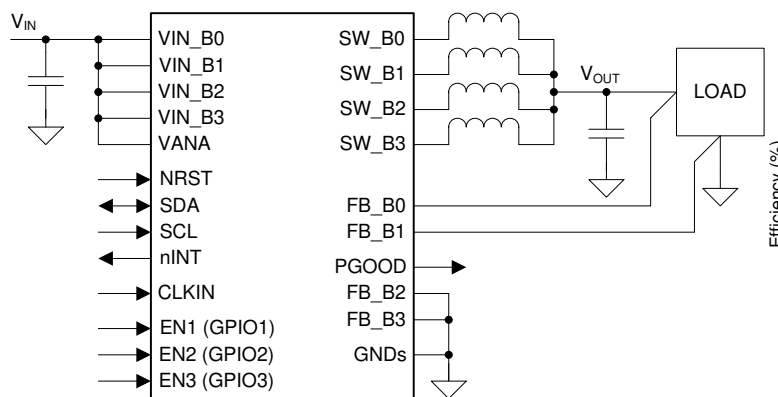 VIN
VIN_B0
VIN_B1
VIN_B2
VIN_B3
VANA
NRST
SDA
SCL
nINT
CLKIN
EN1 (GPIO1)
EN2 (GPIO2)
EN3 (GPIO3)
SW_B0
SW_B1
SW_B2
SW_B3
FB_B0
FB_B1
PGOOD
FB_B2
FB_B3
GNDs
VOUT
LOAD
Efficiency (%)